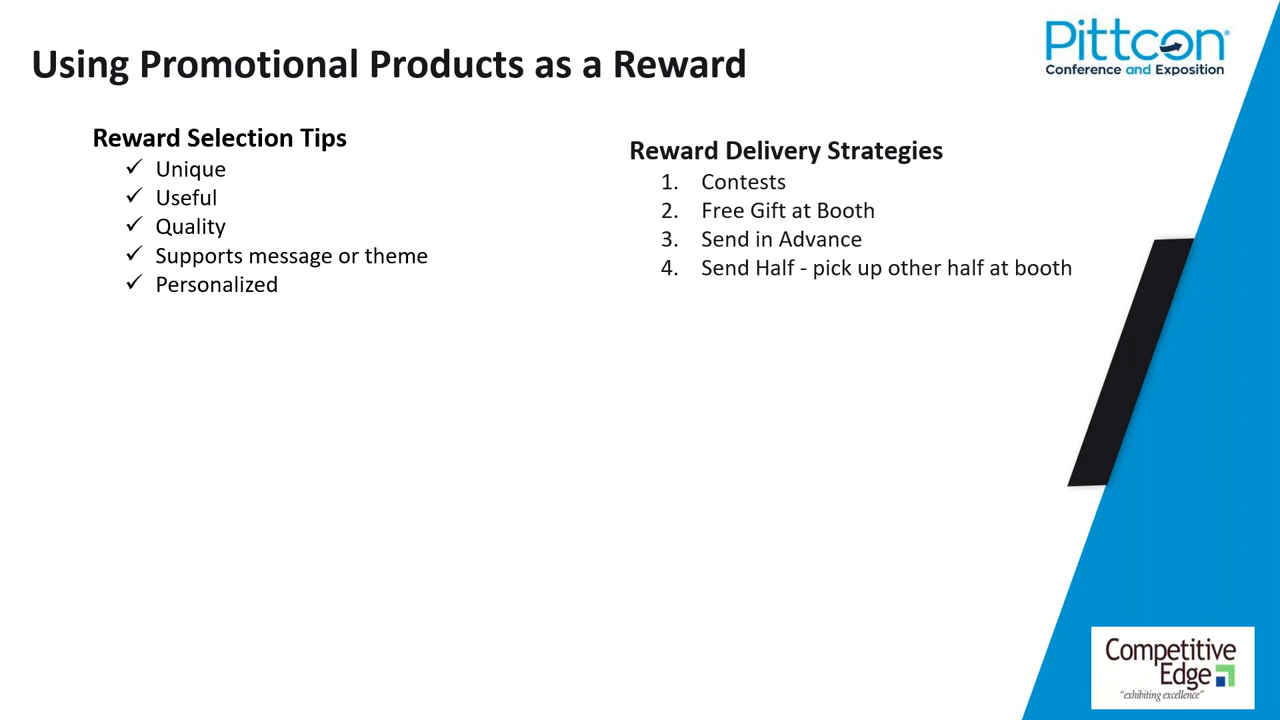 Using Promotional Products as a Reward
Pittcon®
Conference and Exposition
Reward Selection Tips
✓ Unique
✓ Useful
✓ Quality
✓ Supports message or theme
✓ Personalized
Reward Delivery Strategies
1. Contests
2. Free Gift at Booth
3. Send in Advance
4. Send Half - pick up other half at booth
Competitive
Edge
"exhibiting excellence"